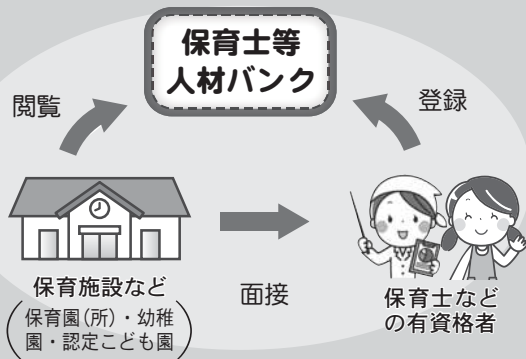 保育士等
人材バンク
閲覧
登録
保育施設など
(保育園(所)・幼稚
園・認定こども園)
面接
保育士など
の有資格者